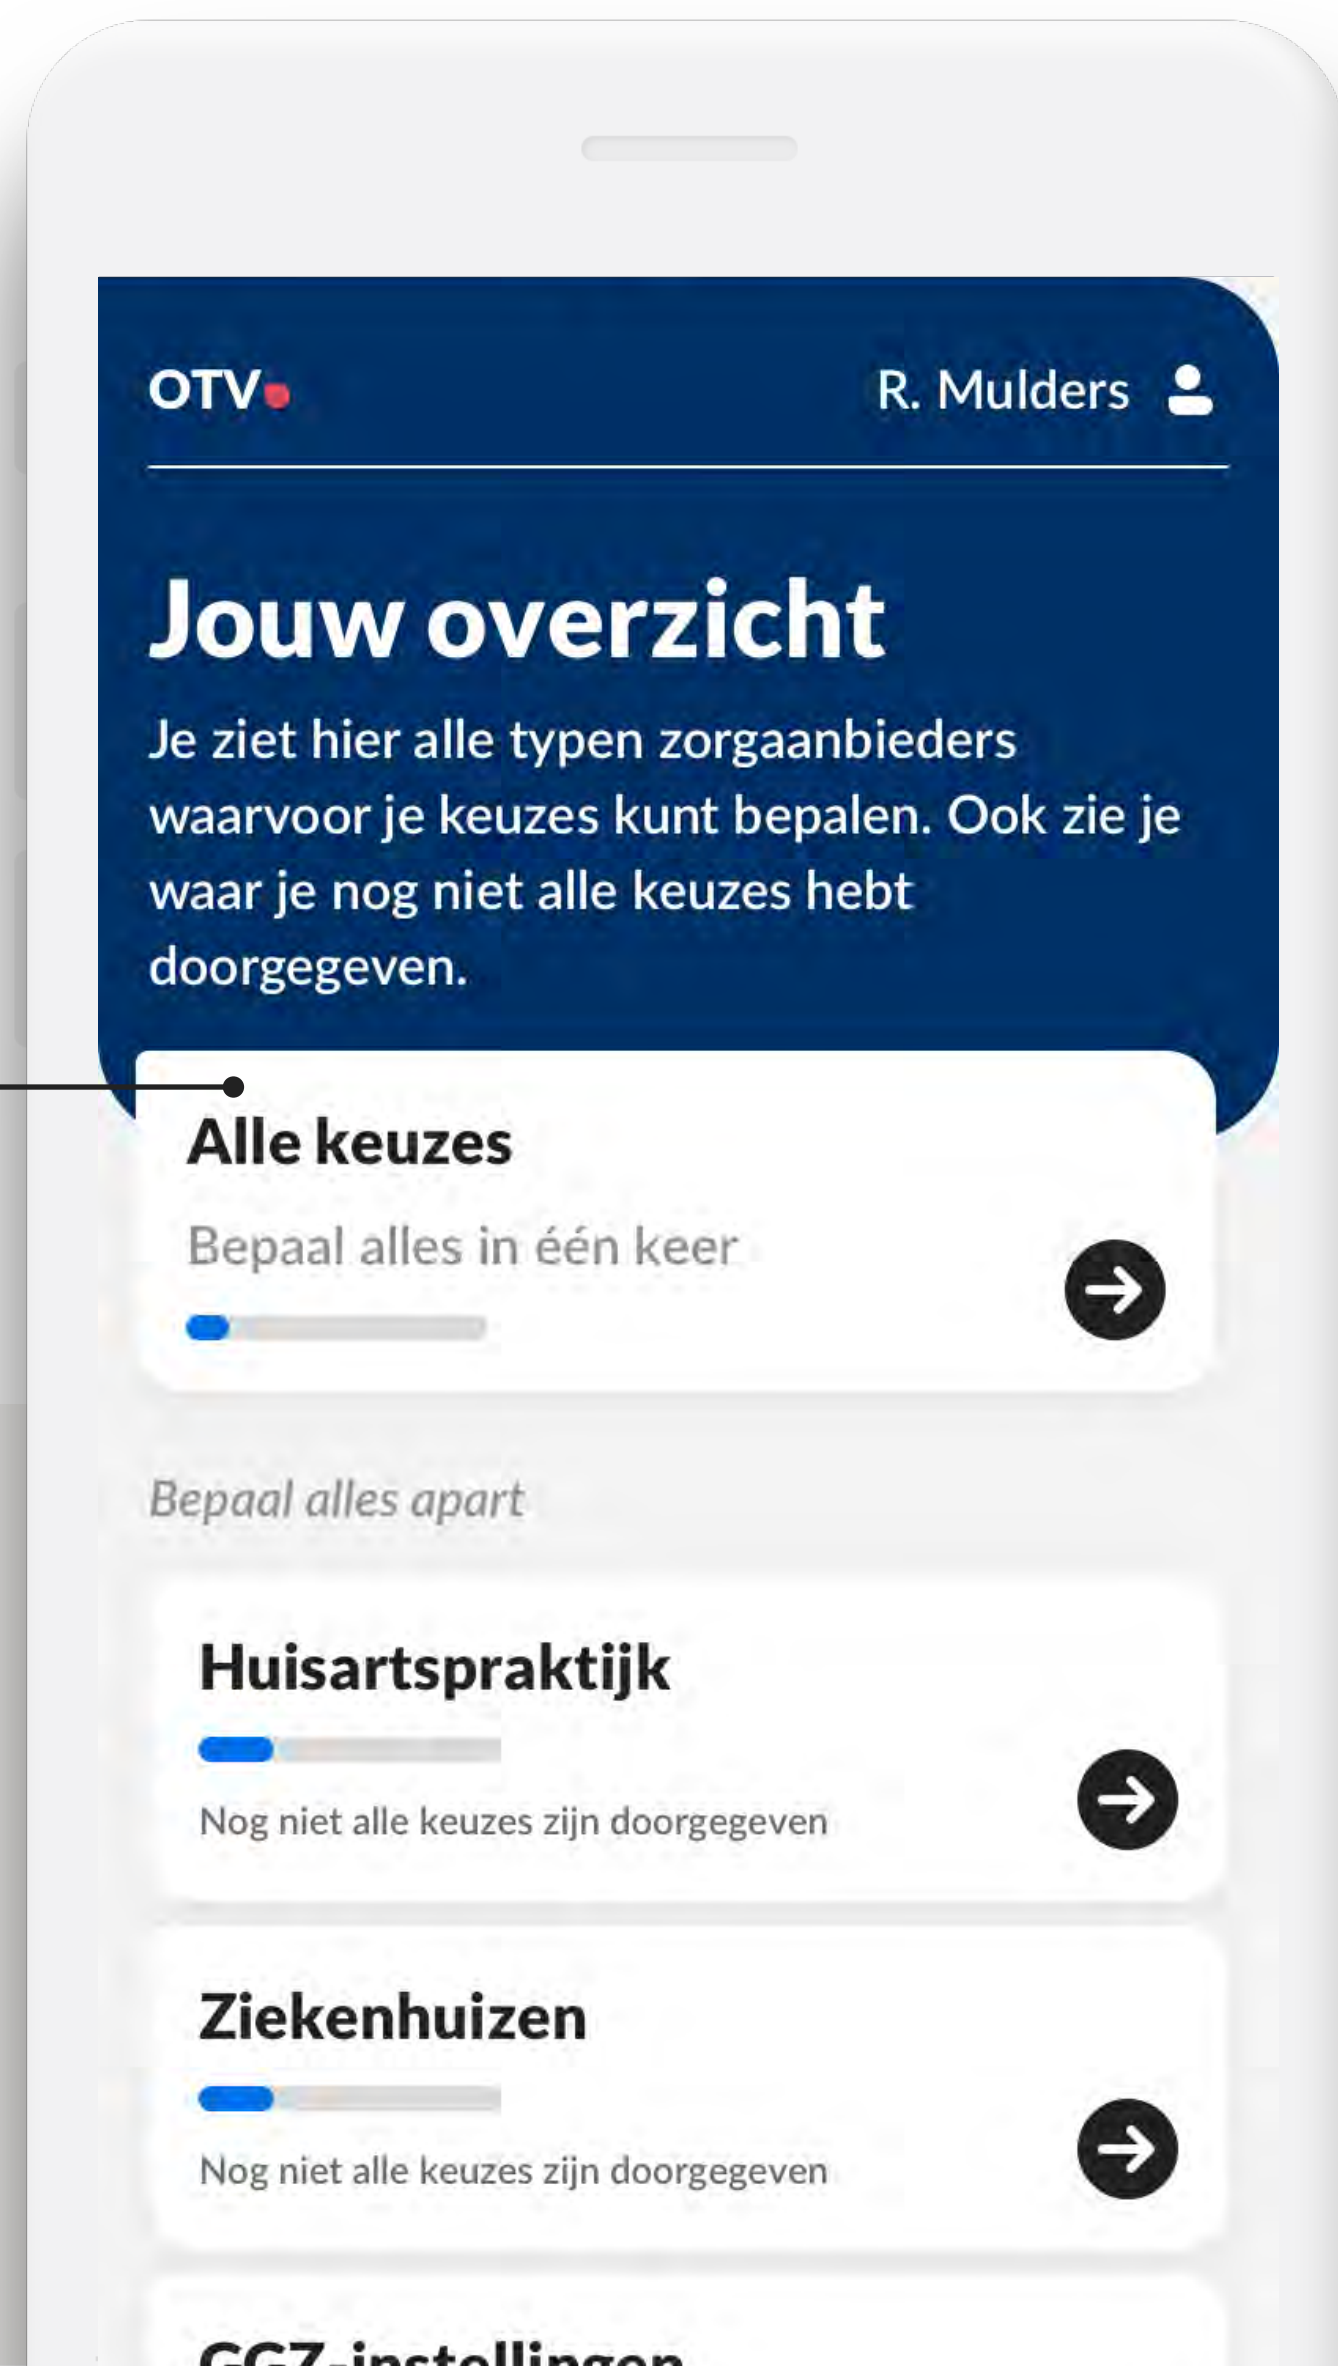 OTV
R. Mulders
Jouw overzicht
Je ziet hier alle typen zorgaanbieders
waarvoor je keuzes kunt bepalen. Ook zie je
waar je nog niet alle keuzes hebt
doorgegeven.
Alle keuzes
Bepaal alles in één keer
Bepaal alles apart
Huisartspraktijk
Nog niet alle keuzes zijn doorgegeven
Ziekenhuizen
Nog niet alle keuzes zijn doorgegeven
GGZ-instellingen